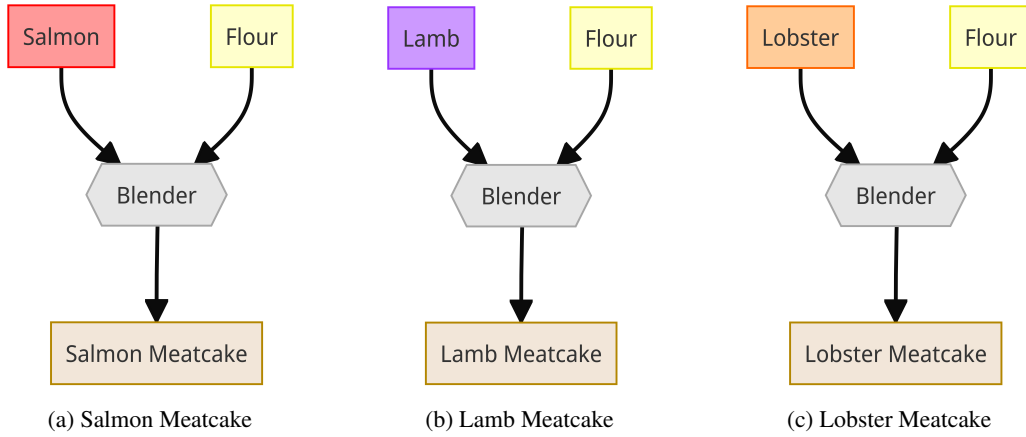 Salmon
Flour
Lamb
Flour
Lobster
Flour
Blender
Blender
Blender
Salmon Meatcake
Lamb Meatcake
Lobster Meatcake
(a) Salmon Meatcake
(b) Lamb Meatcake
(c) Lobster Meatcake